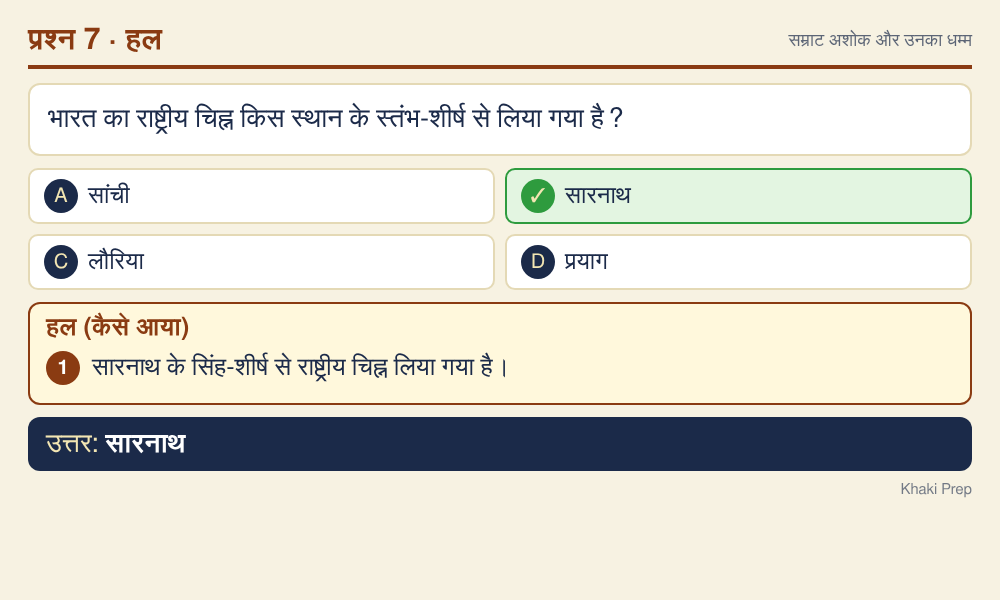 प्रश्न 7 · हल
सम्राट अशोक और उनका धम्म
भारत का राष्ट्रीय चिह्न किस स्थान के स्तंभ-शीर्ष से लिया गया है ?
A सांची
✓ सारनाथ
C लौरिया
D प्रयाग
हल (कैसे आया)
1 सारनाथ के सिंह-शीर्ष से राष्ट्रीय चिह्न लिया गया है।
उत्तर: सारनाथ
Khaki Prep